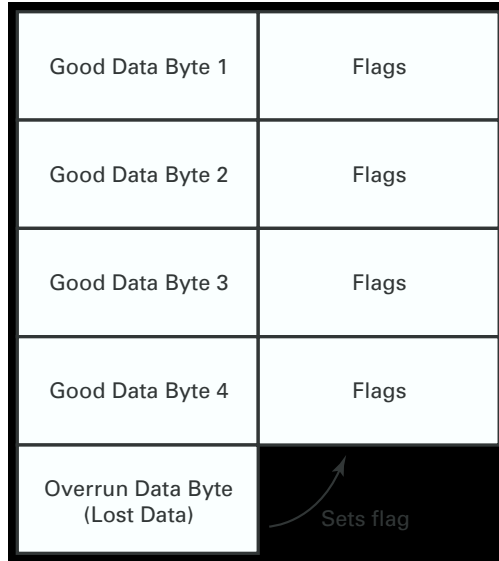 Good Data Byte 1 Flags
Good Data Byte 2 Flags
Good Data Byte 3 Flags
Good Data Byte 4 Flags
Overrun Data Byte
(Lost Data)
Sets flag